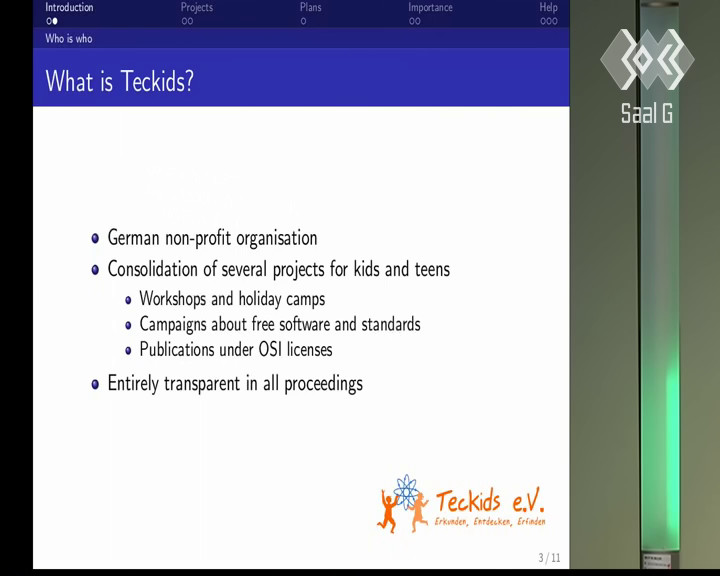 Introduction Projects Plans Importance Help
Who is who
What is Teckids?
Saal G
German non-profit organisation
Consolidation of several projects for kids and teens
Workshops and holiday camps
Campaigns about free software and standards
Publications under OSI licenses
Entirely transparent in all proceedings
Teckids e.V.
Erkunden, Entdecken, Erfinden
3 / 11